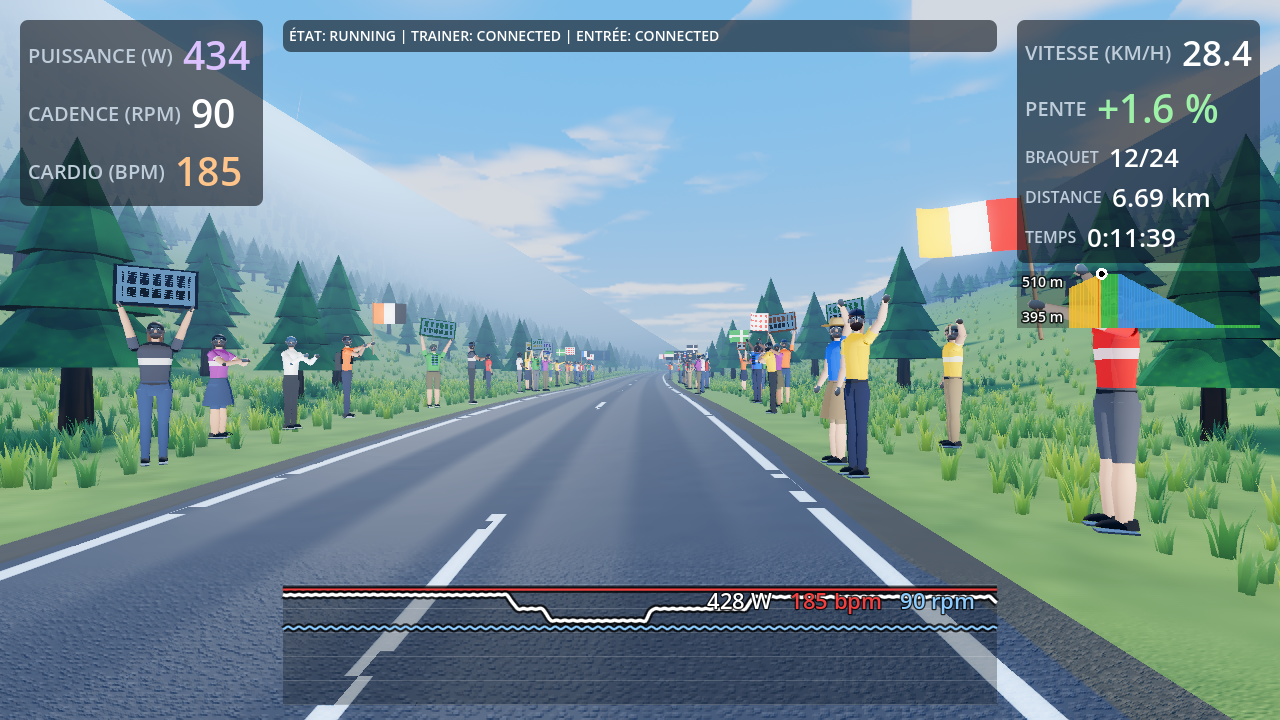 PUISSANCE (W) 434
CADENCE (RPM) 90
CARDIO (BPM) 185
ÉTAT: RUNNING | TRAINER: CONNECTED | ENTRÉE: CONNECTED
VITESSE (KM/H) 28.4
PENTE +1.6 %
BRAQUET 12/24
DISTANCE 6.69 km
TEMPS 0:11:39
510 m
395 m
428 W 185 bpm 90 rpm